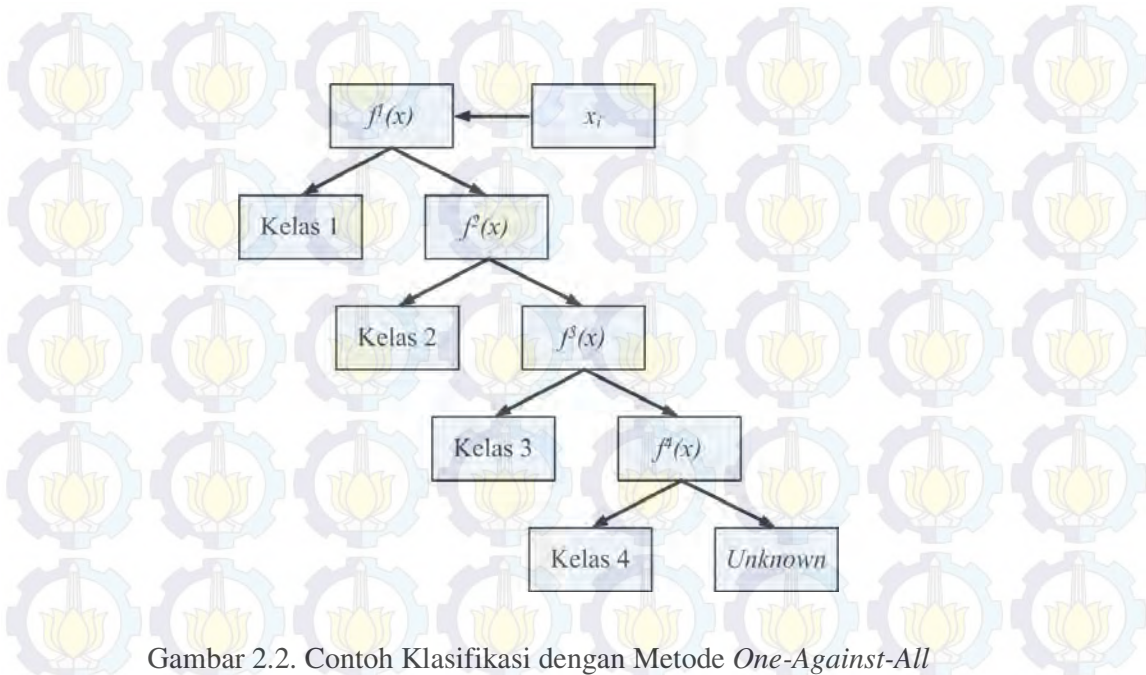 f¹(x) xᵢ
Kelas 1 f²(x)
Kelas 2 f³(x)
Kelas 3 f⁴(x)
Kelas 4 Unknown
Gambar 2.2. Contoh Klasifikasi dengan Metode One-Against-All